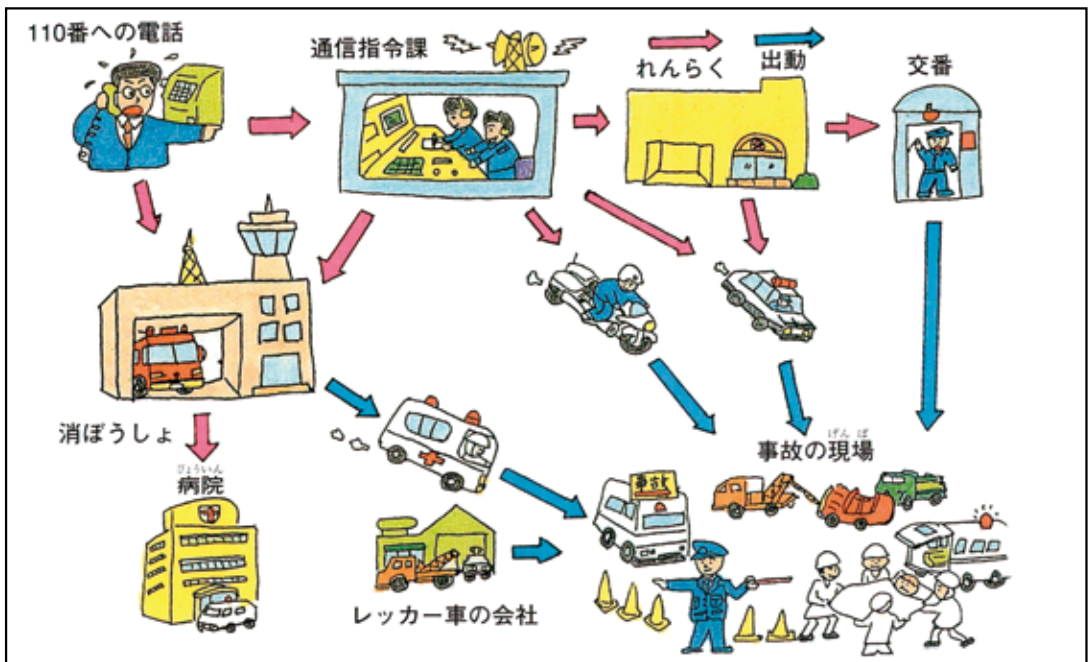 110番への電話
通信指令課
れんらく
出動
交番
消ぼうしょ
びょういん
病院
げんば
事故の現場
事故
レッカー車の会社